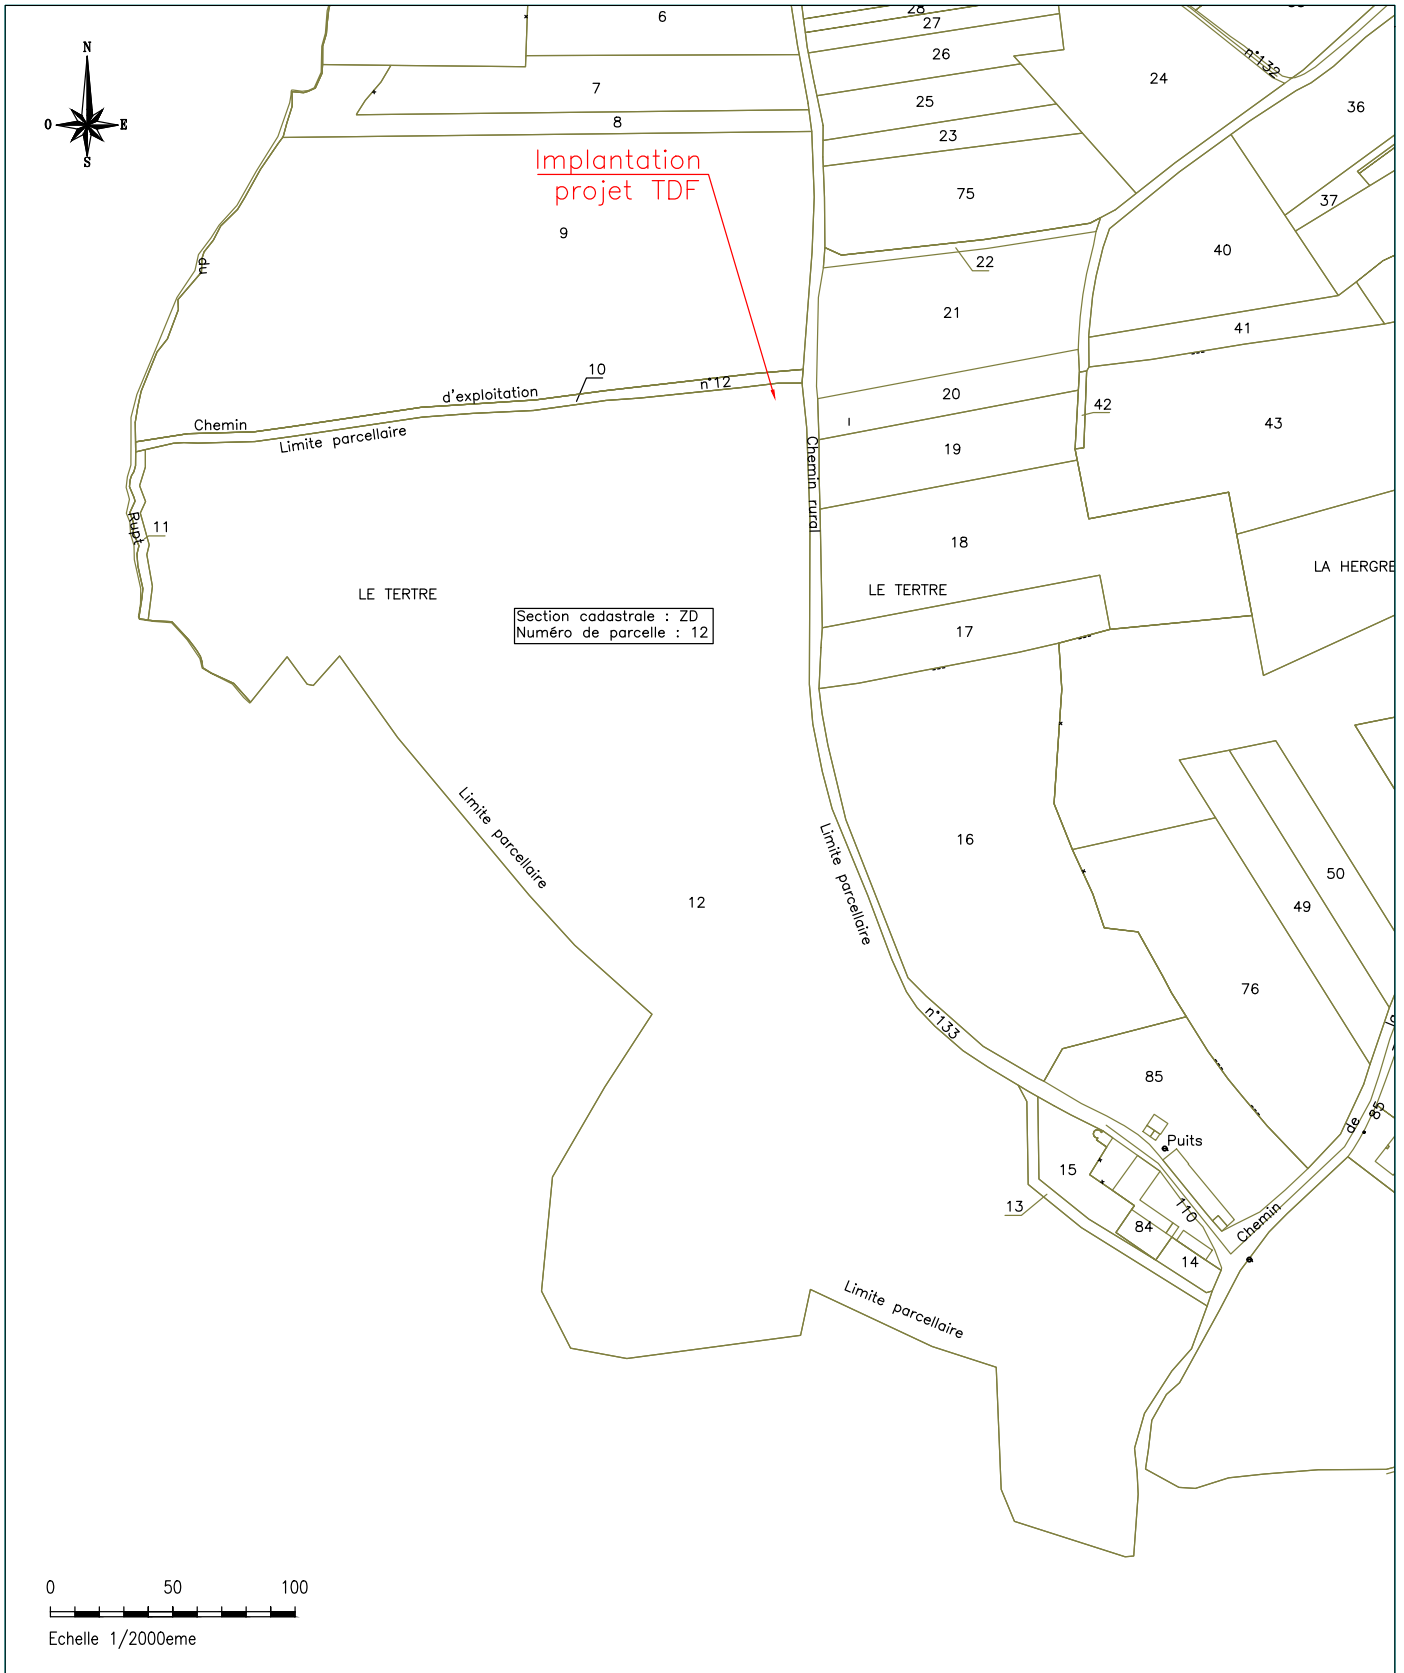 6
28
27
26
25
23
75
24
n°132
36
37
40
41
N
O
E
S
7
8
Implantation
projet TDF
9
du
22
21
20
19
18
17
10
n°12
d'exploitation
Chemin
Limite parcellaire
42
43
Chemin rural
Rupt
11
LE TERTRE
LE TERTRE
LA HERGRE
Section cadastrale : ZD
Numéro de parcelle : 12
Limite parcellaire
Limite parcellaire
16
12
50
49
76
n°133
85
Puits
15
13
110
84
14
Chemin
de
85
Limite parcellaire
0
50
100
Echelle 1/2000eme